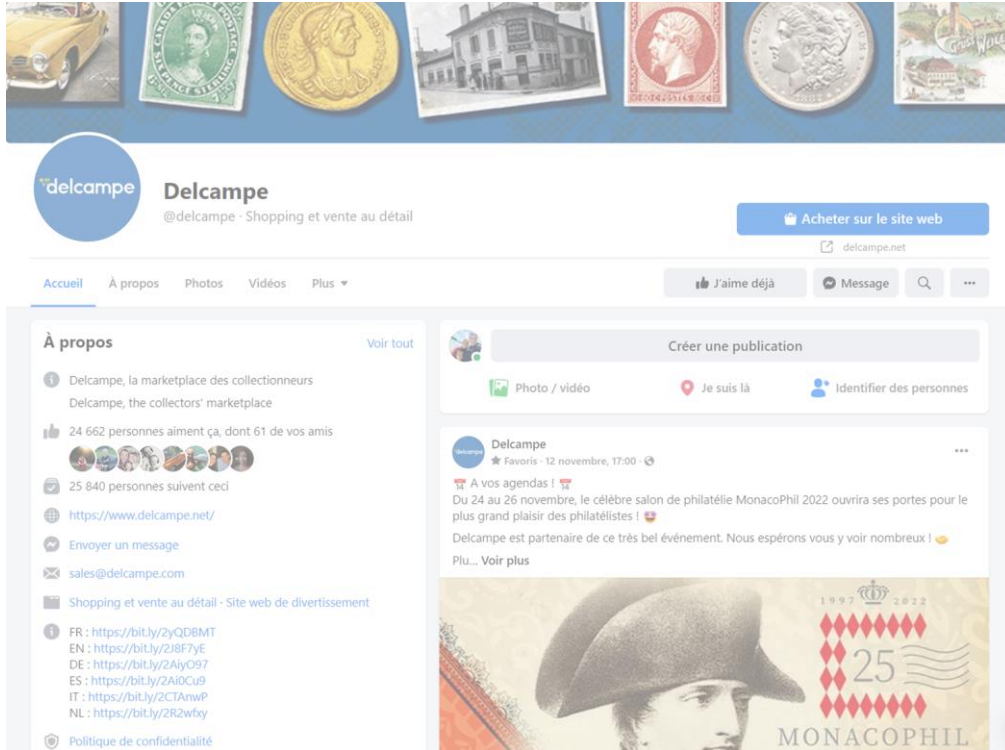 SIX PENCE STERLING
80 C POSTES 80 C
Gruss
delcampe
Delcampe
@delcampe · Shopping et vente au détail
Acheter sur le site web
delcampe.net
Accueil À propos Photos Vidéos Plus
J'aime déjà Message
À propos Voir tout
Delcampe, la marketplace des collectionneurs
Delcampe, the collectors' marketplace
24 662 personnes aiment ça, dont 61 de vos amis
25 840 personnes suivent ceci
https://www.delcampe.net/
Envoyer un message
sales@delcampe.com
Shopping et vente au détail · Site web de divertissement
FR : https://bit.ly/2yQDBMT
EN : https://bit.ly/2J8F7yE
DE : https://bit.ly/2AiyO97
ES : https://bit.ly/2Ai0Cu9
IT : https://bit.ly/2CTAnwP
NL : https://bit.ly/2R2wfxy
Politique de confidentialité
Créer une publication
Photo / vidéo Je suis là Identifier des personnes
delcampe
Delcampe
Favoris · 12 novembre, 17:00 ·
A vos agendas !
Du 24 au 26 novembre, le célèbre salon de philatélie MonacoPhil 2022 ouvrira ses portes pour le
plus grand plaisir des philatélistes !
Delcampe est partenaire de ce très bel événement. Nous espérons vous y voir nombreux !
Plu... Voir plus
1997 2022
25
MONACOPHIL